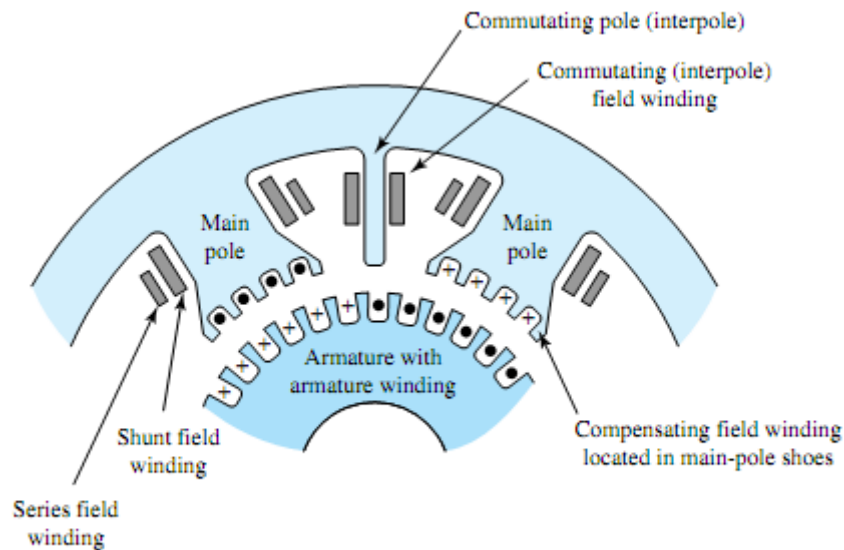 Commutating pole (interpole)
Commutating (interpole)
field winding
Main
pole
Main
pole
Armature with
armature winding
Shunt field
winding
Compensating field winding
located in main-pole shoes
Series field
winding